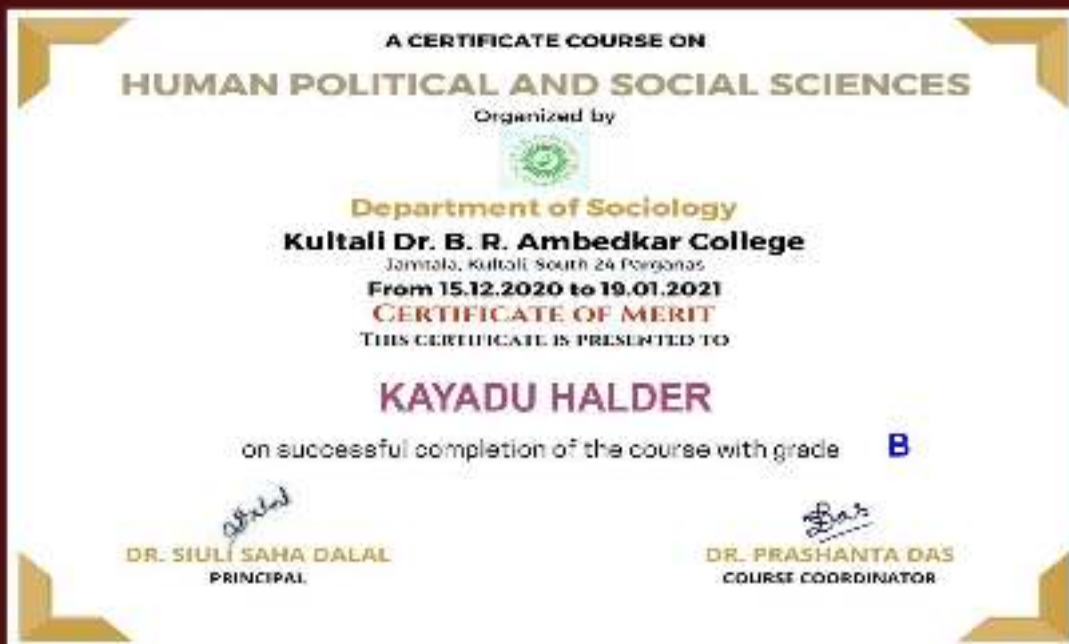 A CERTIFICATE COURSE ON
HUMAN POLITICAL AND SOCIAL SCIENCES
Organized by
Department of Sociology
Kultali Dr. B. R. Ambedkar College
Jamtala, Kultali, South 24 Parganas
From 15.12.2020 to 19.01.2021
CERTIFICATE OF MERIT
THIS CERTIFICATE IS PRESENTED TO
KAYADU HALDER
on successful completion of the course with grade B
Das
DR. SIULI SAHA DALAL DR. PRASHANTA DAS
PRINCIPAL COURSE COORDINATOR